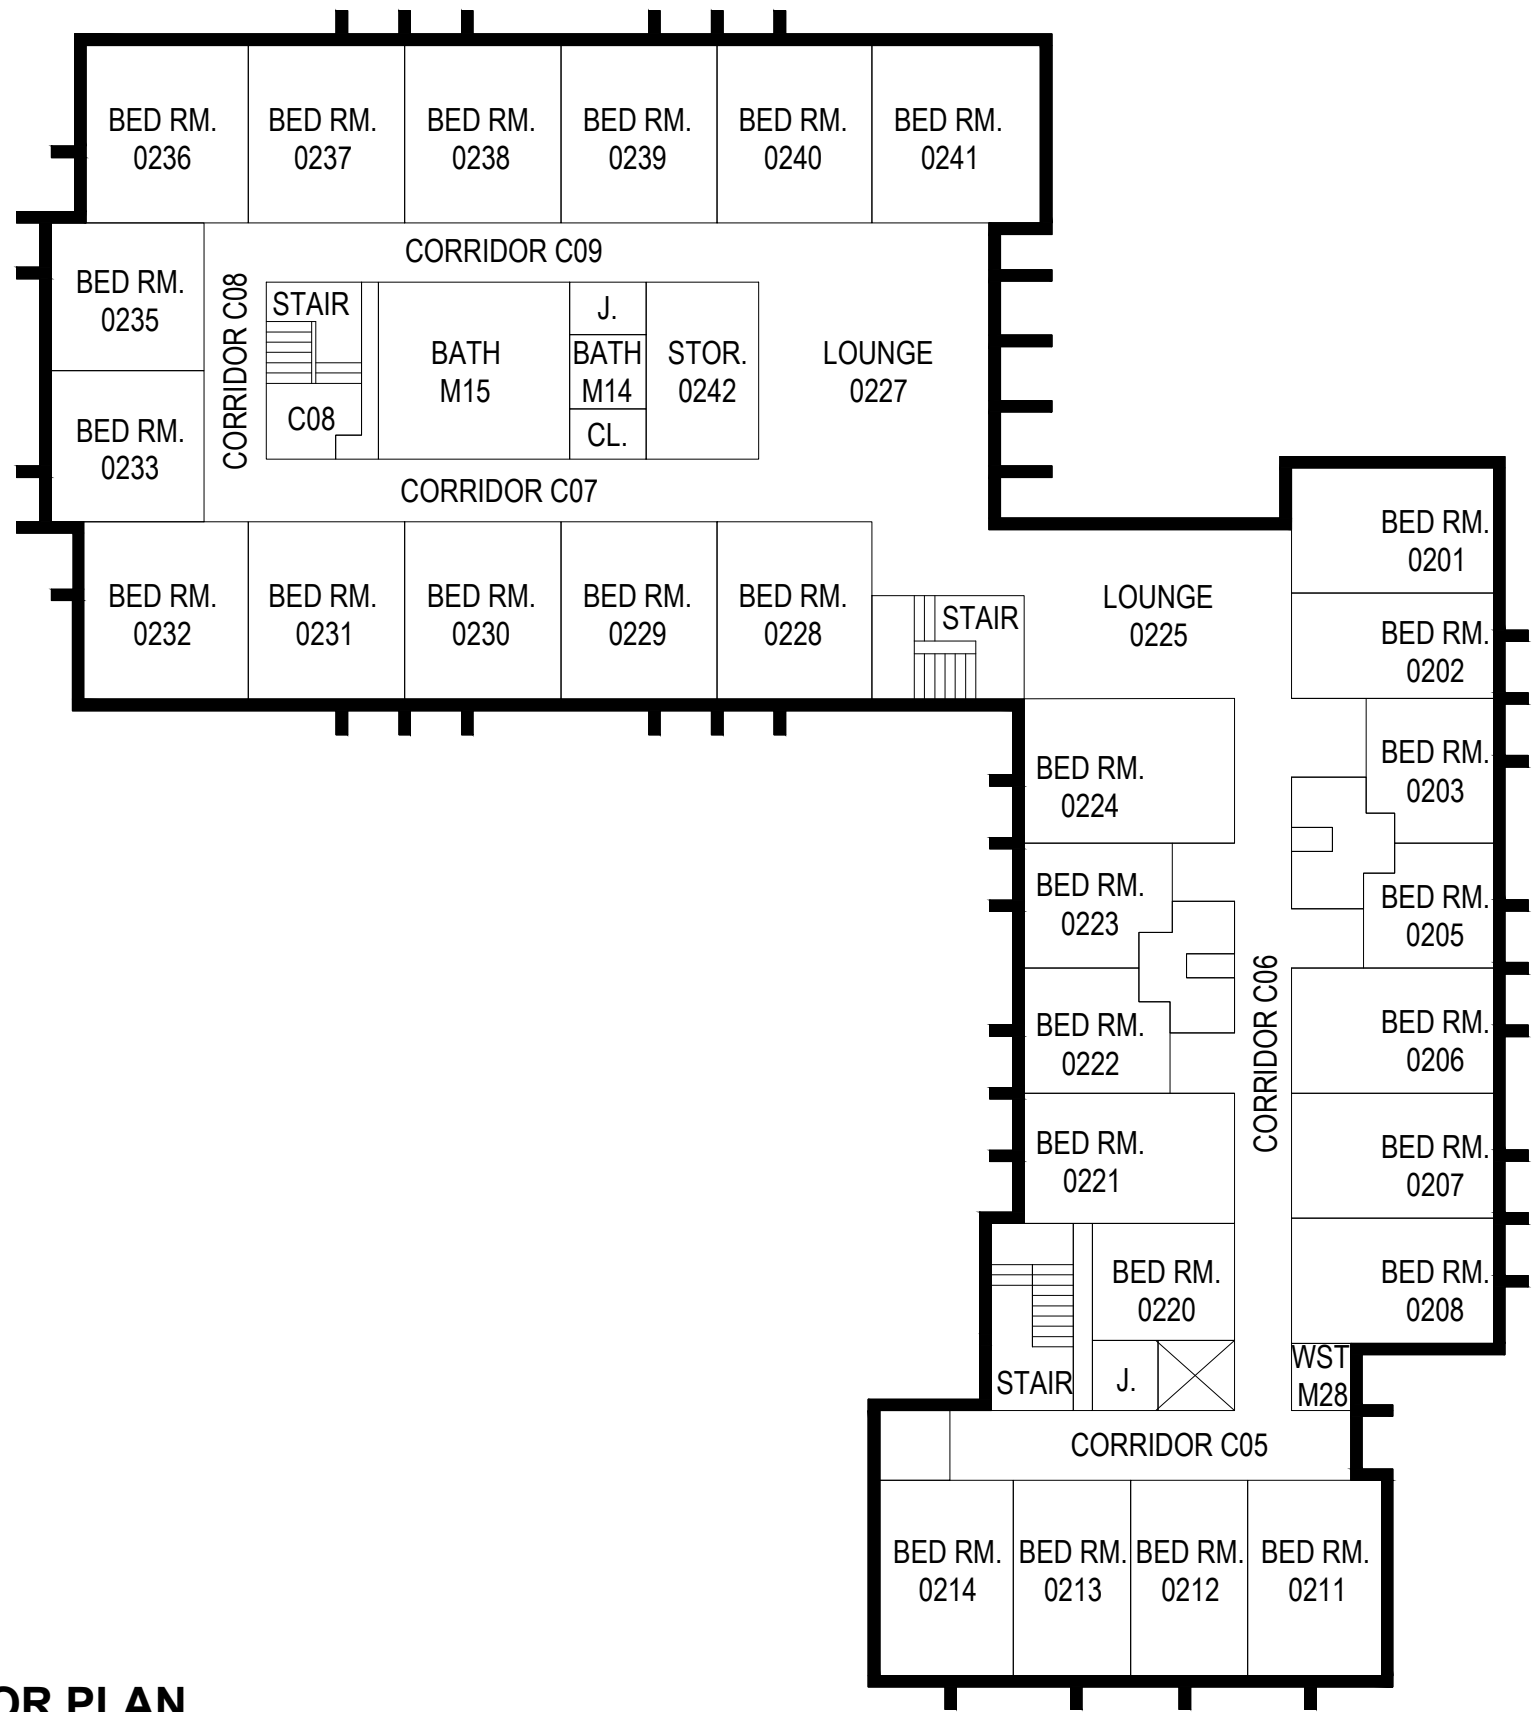 BED RM.
0236
BED RM.
0237
BED RM.
0238
BED RM.
0239
BED RM.
0240
BED RM.
0241
CORRIDOR C09
BED RM.
0235
CORRIDOR C08
STAIR
C08
BATH
M15
J.
BATH
M14
CL.
STOR.
0242
LOUNGE
0227
BED RM.
0233
CORRIDOR C07
BED RM.
0232
BED RM.
0231
BED RM.
0230
BED RM.
0229
BED RM.
0228
STAIR
LOUNGE
0225
BED RM.
0201
BED RM.
0202
BED RM.
0203
BED RM.
0224
BED RM.
0223
BED RM.
0205
BED RM.
0222
CORRIDOR C06
BED RM.
0206
BED RM.
0221
BED RM.
0207
BED RM.
0220
BED RM.
0208
STAIR
J.
WST
M28
CORRIDOR C05
BED RM.
0214
BED RM.
0213
BED RM.
0212
BED RM.
0211
PLAN